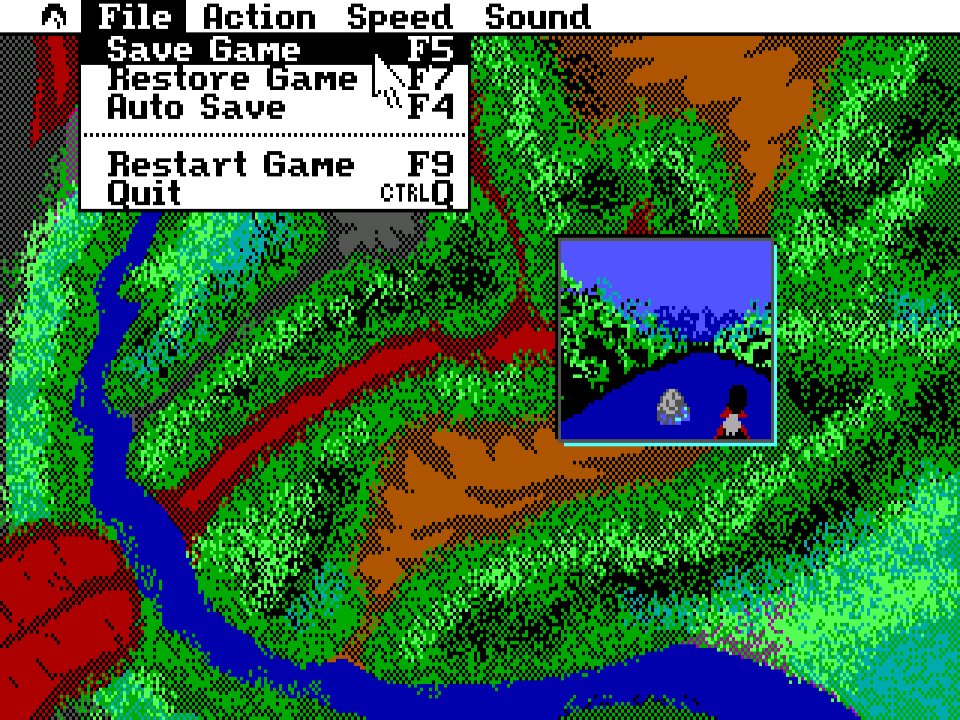 File Action Speed Sound
Save Game F5
Restore Game F7
Auto Save F4
Restart Game F9
Quit CTRLQ